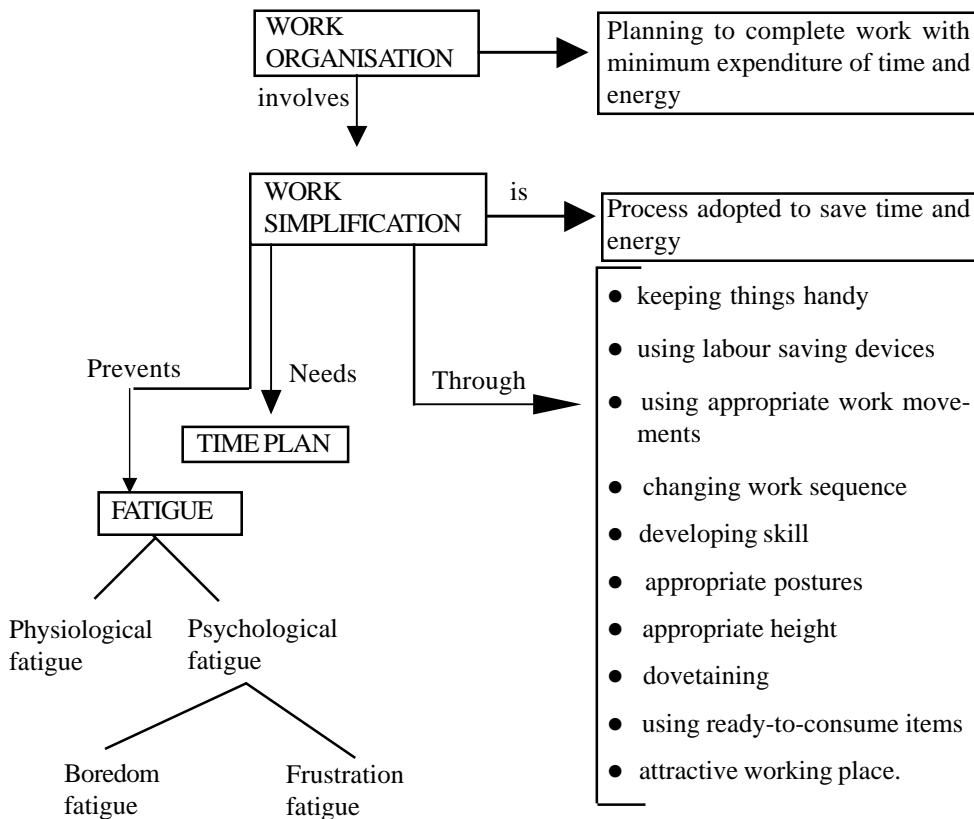 WORK
ORGANISATION
Planning to complete work with
minimum expenditure of time and
energy
involves
WORK
SIMPLIFICATION
is
Process adopted to save time and
energy
Prevents
Needs
Through
● keeping things handy
● using labour saving devices
● using appropriate work move-
ments
● changing work sequence
● developing skill
● appropriate postures
● appropriate height
● dovetaining
● using ready-to-consume items
● attractive working place.
TIME PLAN
FATIGUE
Physiological
fatigue
Psychological
fatigue
Boredom
fatigue
Frustration
fatigue